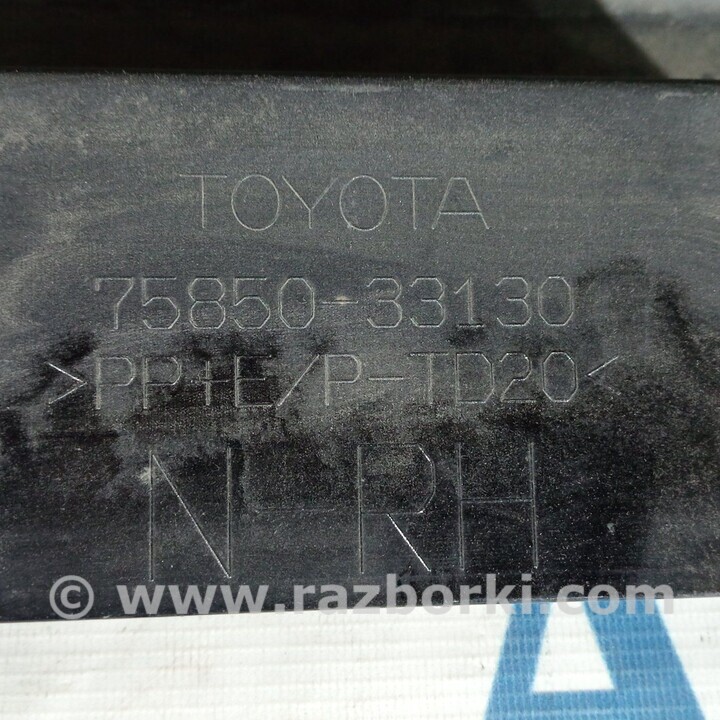 TOYOTA
75850-33130
>PP+E/P-TD20<
N-RH
© www.razborki.com